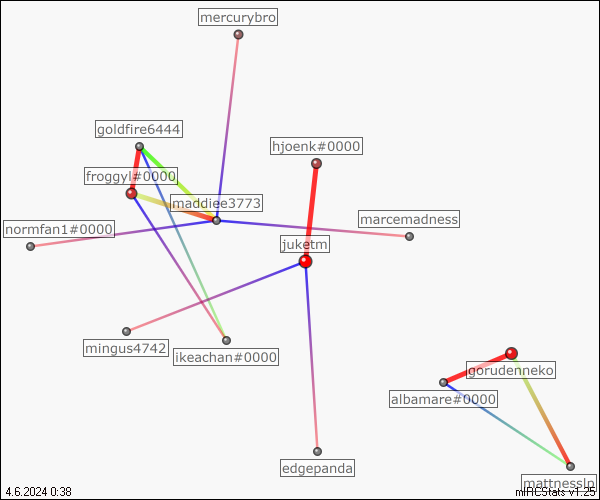 mercurybro
goldfire6444
hjoenk#0000
froggyl#0000
maddiee3773
marcemadness
normfan1#0000
juketm
mingus4742
ikeachan#0000
gorudenneko
albamare#0000
edgepanda
mattnesslp
4.6.2024 0:38
mIRCStats v1.25